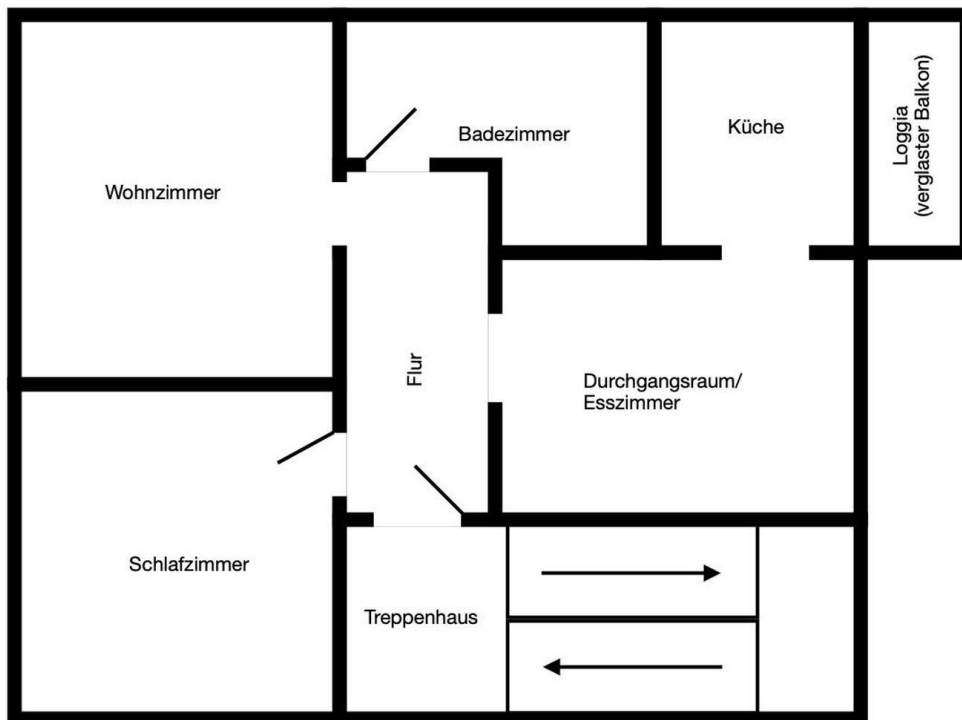 Wohnzimmer
Badezimmer
Küche
Loggia
(verglaster Balkon)
Flur
Durchgangsraum/
Esszimmer
Schlafzimmer
Treppenhaus